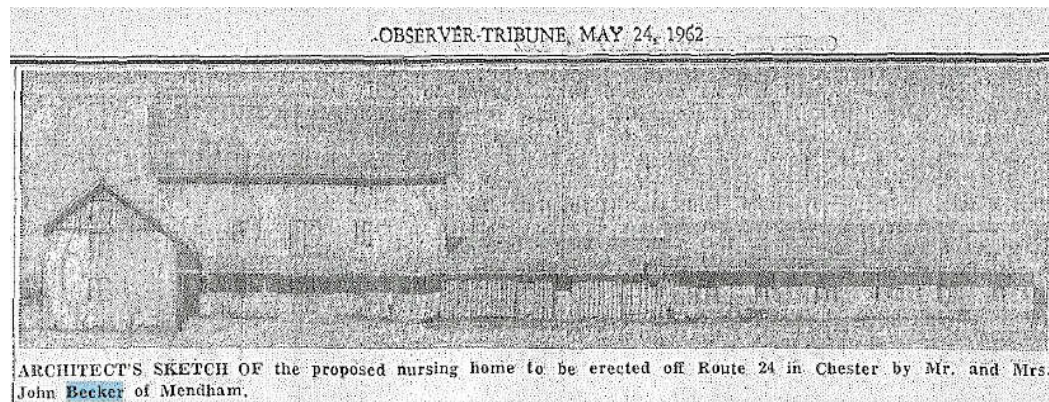 .OBSERVER-TRIBUNE, MAY 24, 1962
ARCHITECT'S SKETCH OF the proposed nursing home to be erected off Route 24 in Chester by Mr. and Mrs.
John Becker of Mendham.